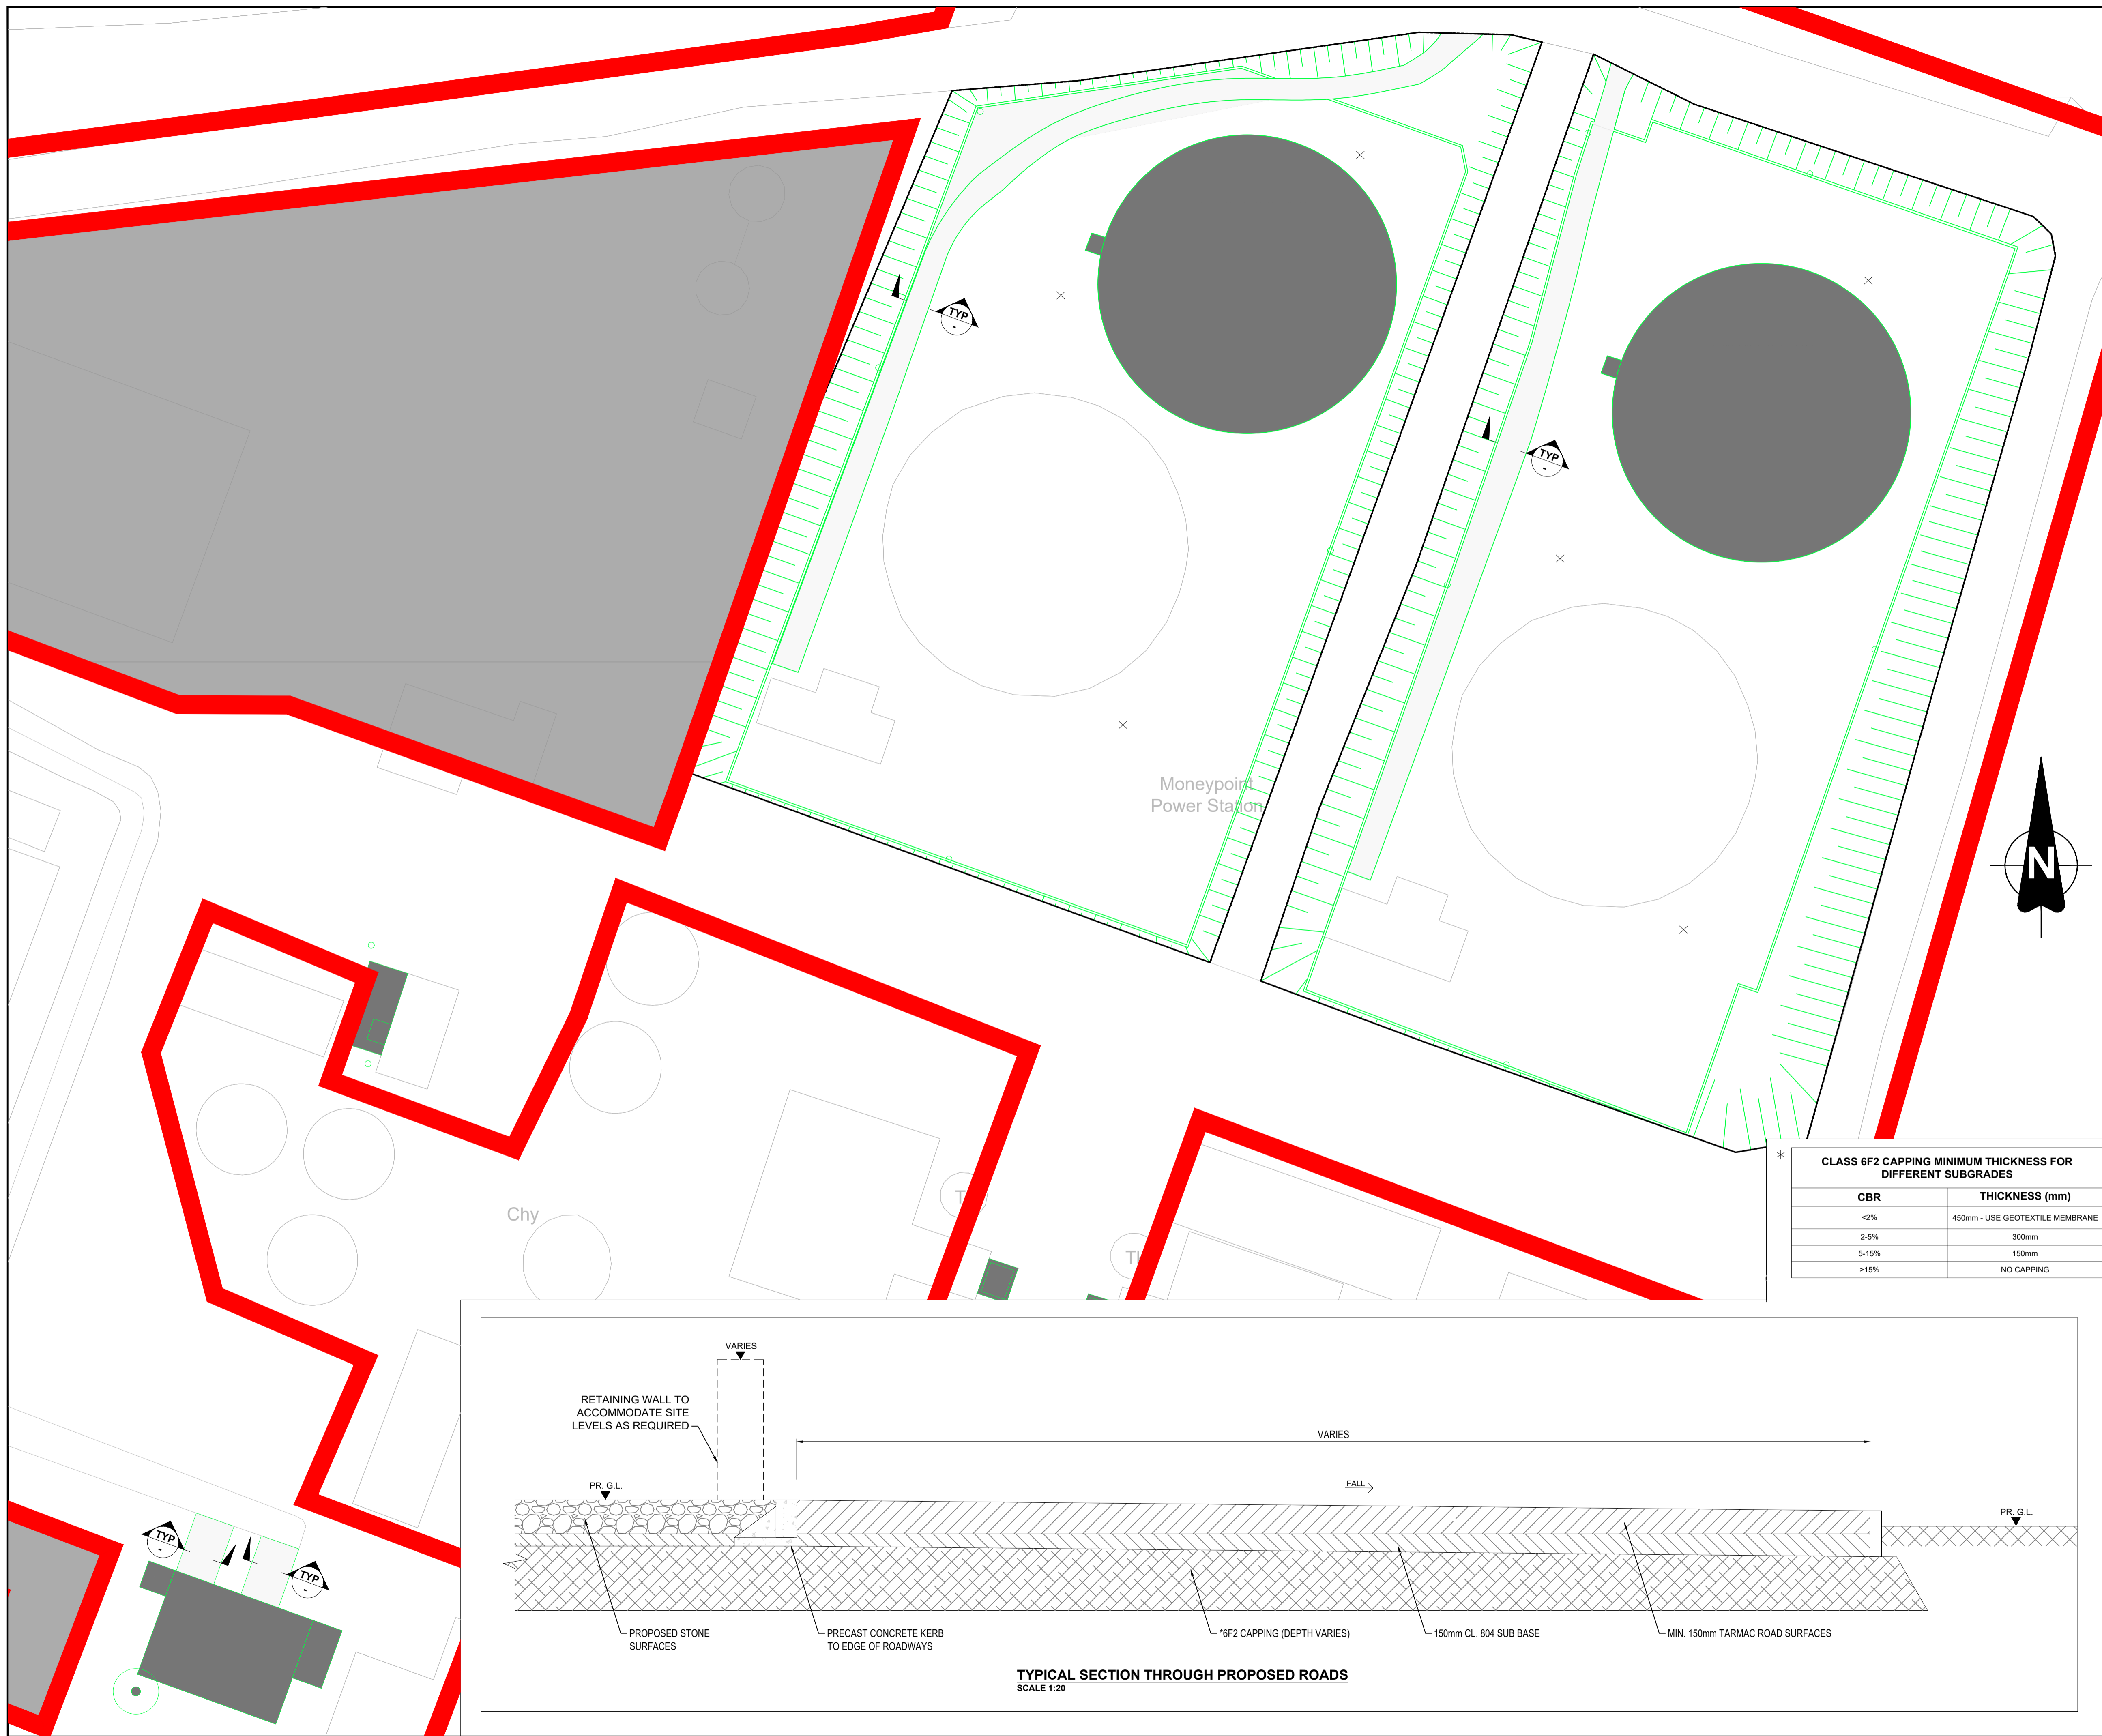 TYP
-
TYP
-
Moneypoint
Power Station
N
Chy
T
*
CLASS 6F2 CAPPING MINIMUM THICKNESS FOR
DIFFERENT SUBGRADES
CBR THICKNESS (mm)
<2% 450mm - USE GEOTEXTILE MEMBRANE
2-5% 300mm
5-15% 150mm
>15% NO CAPPING
VARIES
RETAINING WALL TO
ACCOMMODATE SITE
LEVELS AS REQUIRED
VARIES
PR. G.L.
FALL
PR. G.L.
TYP
-
TYP
-
PROPOSED STONE
SURFACES
PRECAST CONCRETE KERB
TO EDGE OF ROADWAYS
*6F2 CAPPING (DEPTH VARIES)
150mm CL. 804 SUB BASE
MIN. 150mm TARMAC ROAD SURFACES
TYPICAL SECTION THROUGH PROPOSED ROADS
SCALE 1:20